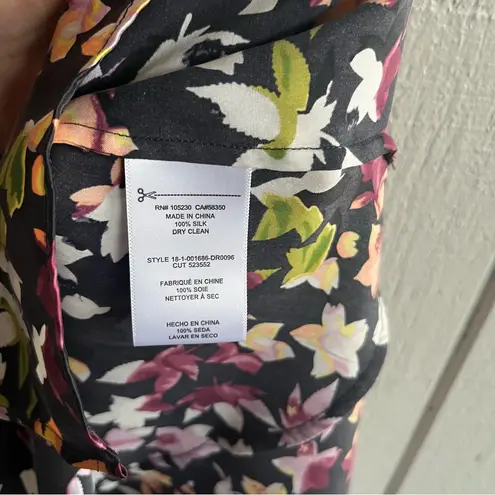 RN# 105230 CA#58350
MADE IN CHINA
100% SILK
DRY CLEAN
STYLE 18-1-001686-DR0096
CUT 523552
FABRIQUÉ EN CHINE
100% SOIE
NETTOYER À SEC
HECHO EN CHINA
100% SEDA
LAVAR EN SECO